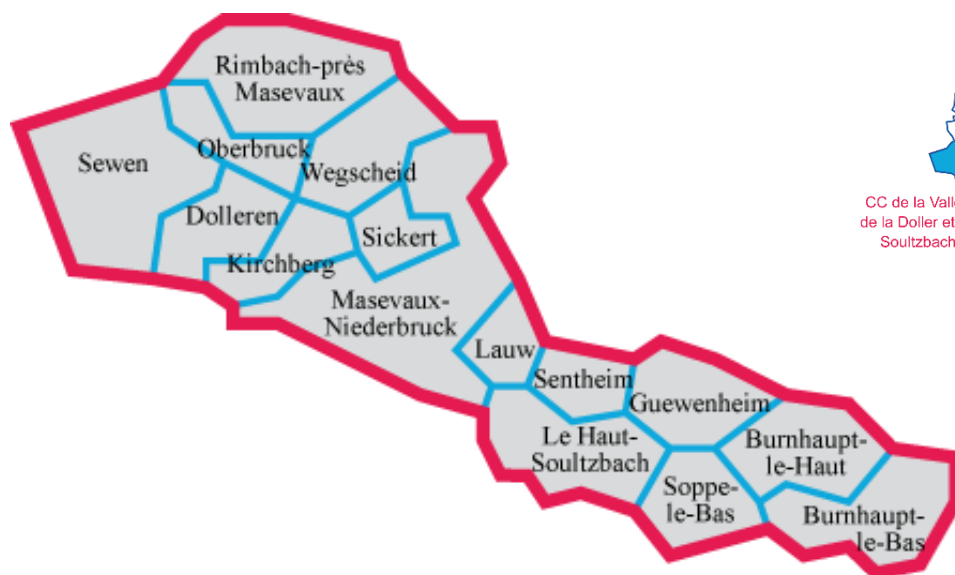 Rimbach-près
Masevaux
Oberbruck
Wegscheid
Sewen
Dolleren
Sickert
Kirchberg
Masevaux-
Niederbruck
Lauw
Sentheim
Guewenheim
Le Haut-
Soultzbach
Burnhaupt-
le-Haut
Soppe-
le-Bas
Burnhaupt-
le-Bas
CC de la
de la Doller et
Soultzbach